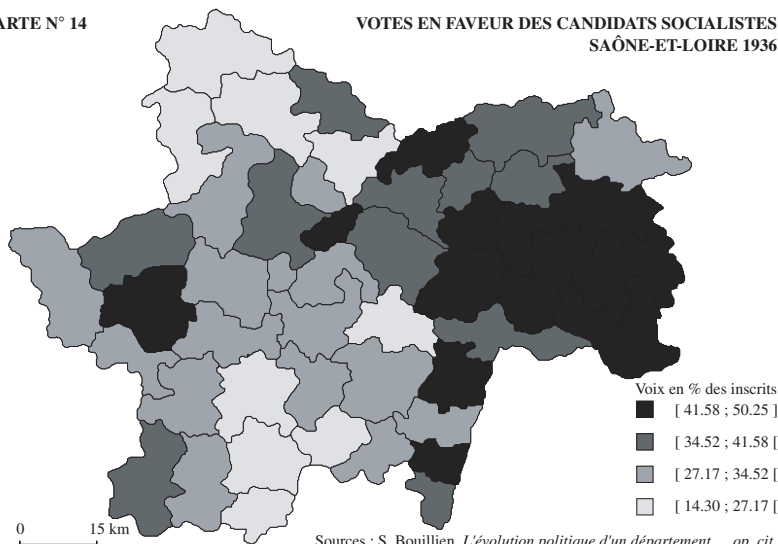 ARTE N° 14
VOTES EN FAVEUR DES CANDIDATS SOCIALISTES
SAÔNE-ET-LOIRE 1936
Voix en % des inscrits
[ 41.58 ; 50.25 ]
[ 34.52 ; 41.58 [
[ 27.17 ; 34.52 [
[ 14.30 ; 27.17 [
0 15 km
Sources : S. Bouillien, L'évolution politique d'un département..., op. cit.